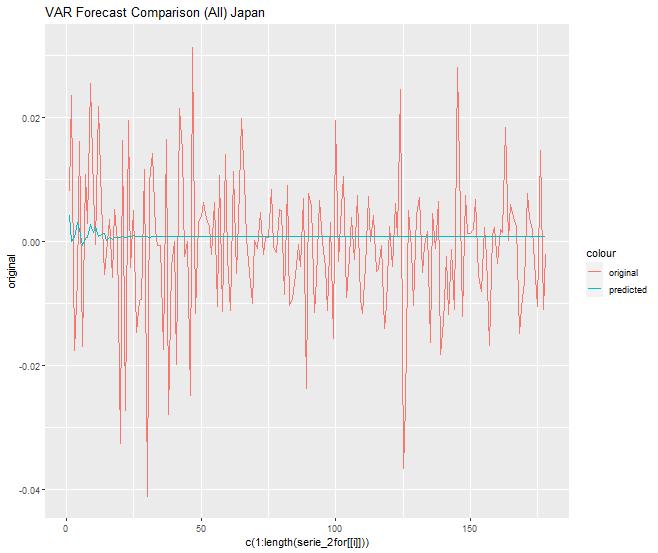 VAR Forecast Comparison (All) Japan
0.02
0.00
-0.02
-0.04
original
0
50
100
150
c(1:length(serie_2for[[i]]))
colour
original
predicted